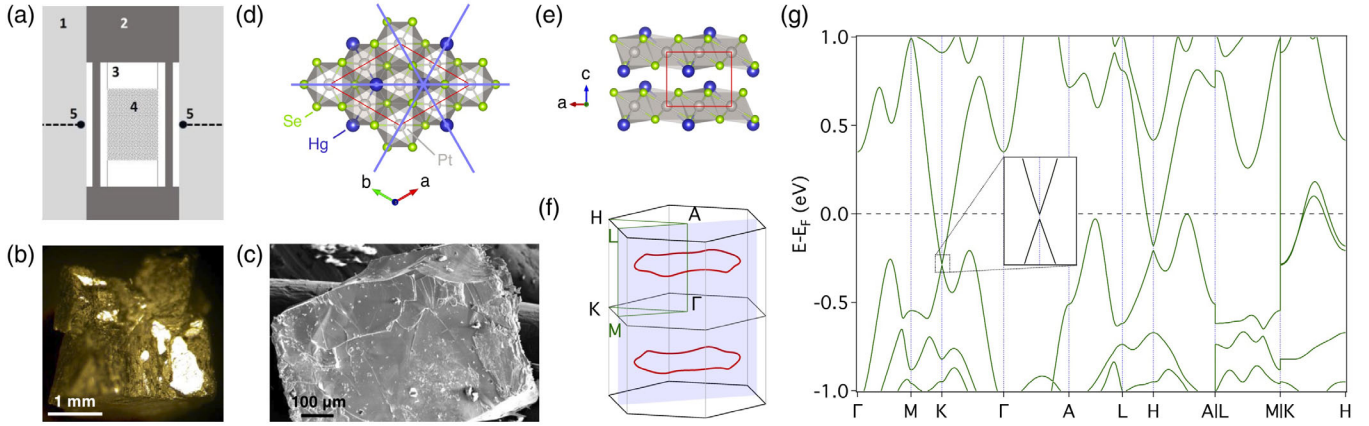 (a)
1
2
3
4
5
5
(b)
1 mm
(c)
100 μm
(d)
Se
Hg
Pt
b
a
(e)
c
a
(f)
H
A
L
K
Γ
M
(g)
E-E_F (eV)
1.0
0.5
0.0
-0.5
-1.0
Γ M K Γ A L H A|L M|K H